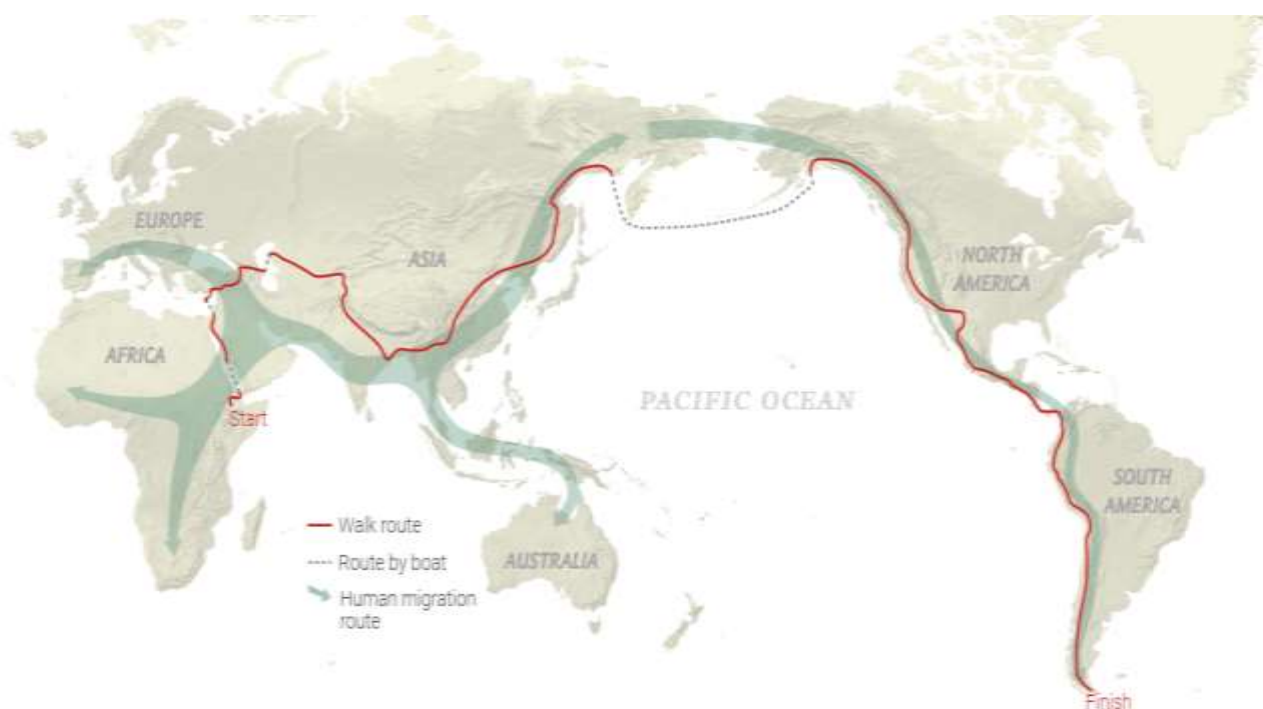 EUROPE
ASIA
NORTH
AMERICA
AFRICA
Start
PACIFIC OCEAN
SOUTH
AMERICA
Walk route
Route by boat
AUSTRALIA
Human migration
route
Finish